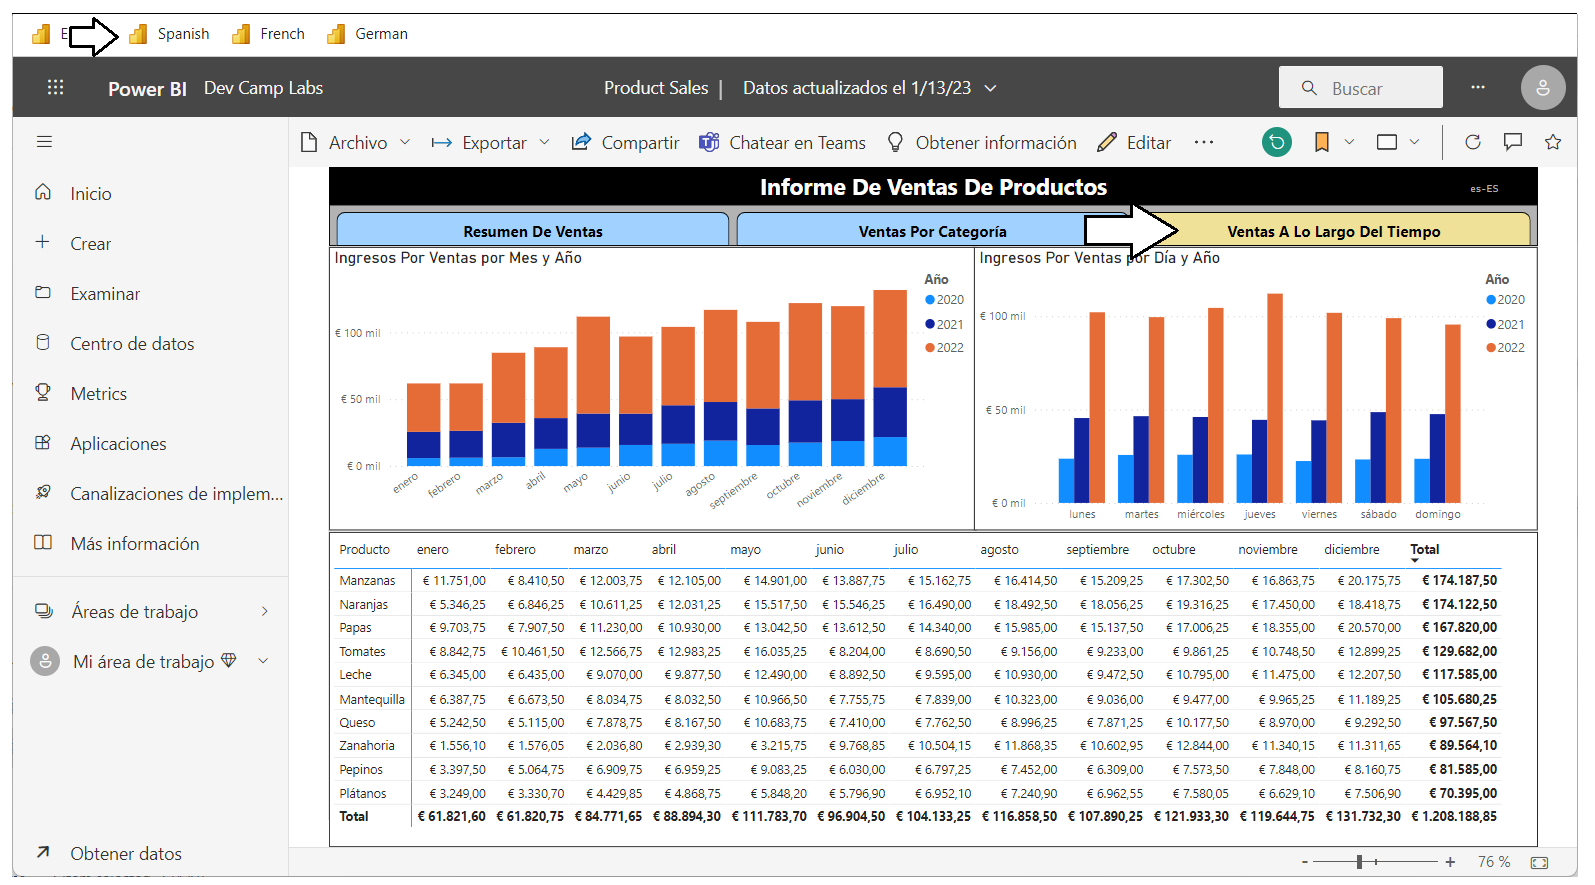 E Spanish French German
Power BI Dev Camp Labs Product Sales | Datos actualizados el 1/13/23 Buscar ...
Archivo Exportar Compartir Chatear en Teams Obtener información Editar ...
Inicio
Crear
Examinar
Centro de datos
Metrics
Aplicaciones
Canalizaciones de implem...
Más información
Áreas de trabajo
Mi área de trabajo
Obtener datos
Informe De Ventas De Productos es-ES
Resumen De Ventas Ventas Por Categoría Ventas A Lo Largo Del Tiempo
Ingresos Por Ventas por Mes y Año
Año
2020
2021
2022
€ 100 mil
€ 50 mil
€ 0 mil
enero febrero marzo abril mayo junio julio agosto septiembre octubre noviembre diciembre
Ingresos Por Ventas por Día y Año
Año
2020
2021
2022
€ 100 mil
€ 50 mil
€ 0 mil
lunes martes miércoles jueves viernes sábado domingo
Producto enero febrero marzo abril mayo junio julio agosto septiembre octubre noviembre diciembre Total
Manzanas € 11.751,00 € 8.410,50 € 12.003,75 € 12.105,00 € 14.901,00 € 13.887,75 € 15.162,75 € 16.414,50 € 15.209,25 € 17.302,50 € 16.863,75 € 20.175,75 € 174.187,50
Naranjas € 5.346,25 € 6.846,25 € 10.611,25 € 12.031,25 € 15.517,50 € 15.546,25 € 16.490,00 € 18.492,50 € 18.056,25 € 19.316,25 € 17.450,00 € 18.418,75 € 174.122,50
Papas € 9.703,75 € 7.907,50 € 11.230,00 € 10.930,00 € 13.042,50 € 13.612,50 € 14.340,00 € 15.985,00 € 15.137,50 € 17.006,25 € 18.355,00 € 20.570,00 € 167.820,00
Tomates € 8.842,75 € 10.461,50 € 12.566,75 € 12.983,25 € 16.035,25 € 8.204,00 € 8.690,50 € 9.156,00 € 9.233,00 € 9.861,25 € 10.748,50 € 12.899,25 € 129.682,00
Leche € 6.345,00 € 6.435,00 € 9.070,00 € 9.877,50 € 12.490,00 € 8.892,50 € 9.595,00 € 10.930,00 € 9.472,50 € 10.795,00 € 11.475,00 € 12.207,50 € 117.585,00
Mantequilla € 6.387,75 € 6.673,50 € 8.034,75 € 8.032,50 € 10.966,50 € 7.755,75 € 7.839,00 € 10.323,00 € 9.036,00 € 9.477,00 € 9.965,25 € 11.189,25 € 105.680,25
Queso € 5.242,50 € 5.115,00 € 7.878,75 € 8.167,50 € 10.683,75 € 7.410,00 € 7.762,50 € 8.996,25 € 7.871,25 € 10.177,50 € 8.970,00 € 9.292,50 € 97.567,50
Zanahoria € 1.556,10 € 1.576,05 € 2.036,80 € 2.939,30 € 3.215,75 € 9.768,85 € 10.504,15 € 11.868,35 € 10.602,95 € 12.844,00 € 11.340,15 € 11.311,65 € 89.564,10
Pepinos € 3.397,50 € 5.064,75 € 6.909,75 € 6.959,25 € 9.083,25 € 6.030,00 € 6.797,25 € 7.452,00 € 6.309,00 € 7.573,50 € 7.848,00 € 8.160,75 € 81.585,00
Plátanos € 3.249,00 € 3.330,70 € 4.429,85 € 4.868,75 € 5.848,20 € 5.796,90 € 6.952,10 € 7.240,90 € 6.962,55 € 7.580,05 € 6.629,10 € 7.506,90 € 70.395,00
Total € 61.821,60 € 61.820,75 € 84.771,65 € 88.894,30 € 111.783,70 € 96.904,50 € 104.133,25 € 116.858,50 € 107.890,25 € 121.933,30 € 119.644,75 € 131.732,30 € 1.208.188,85
- + 76 %